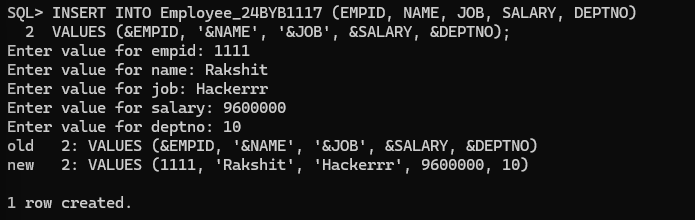 SQL> INSERT INTO Employee_24BYB1117 (EMPID, NAME, JOB, SALARY, DEPTNO)
  2  VALUES (&EMPID, '&NAME', '&JOB', &SALARY, &DEPTNO);
Enter value for empid: 1111
Enter value for name: Rakshit
Enter value for job: Hackerrr
Enter value for salary: 9600000
Enter value for deptno: 10
old   2: VALUES (&EMPID, '&NAME', '&JOB', &SALARY, &DEPTNO)
new   2: VALUES (1111, 'Rakshit', 'Hackerrr', 9600000, 10)
1 row created.